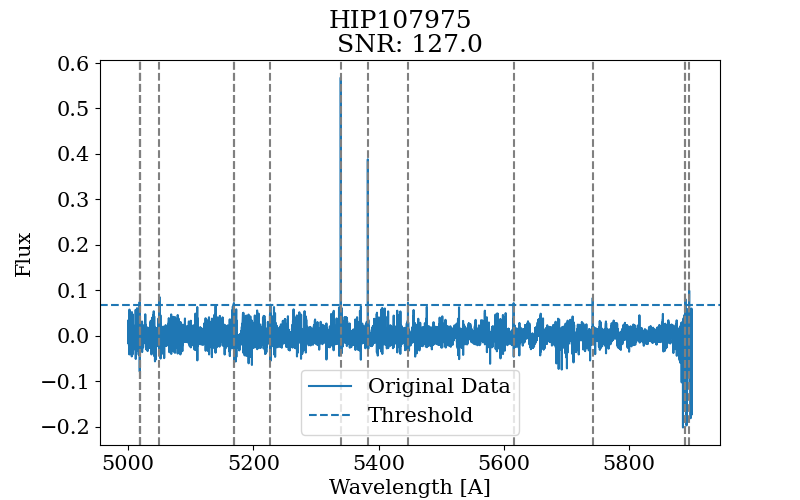 HIP107975
SNR: 127.0
0.6
0.5
0.4
0.3
0.2
0.1
0.0
−0.1
−0.2
Flux
Original Data
Threshold
5000 5200 5400 5600 5800
Wavelength [A]